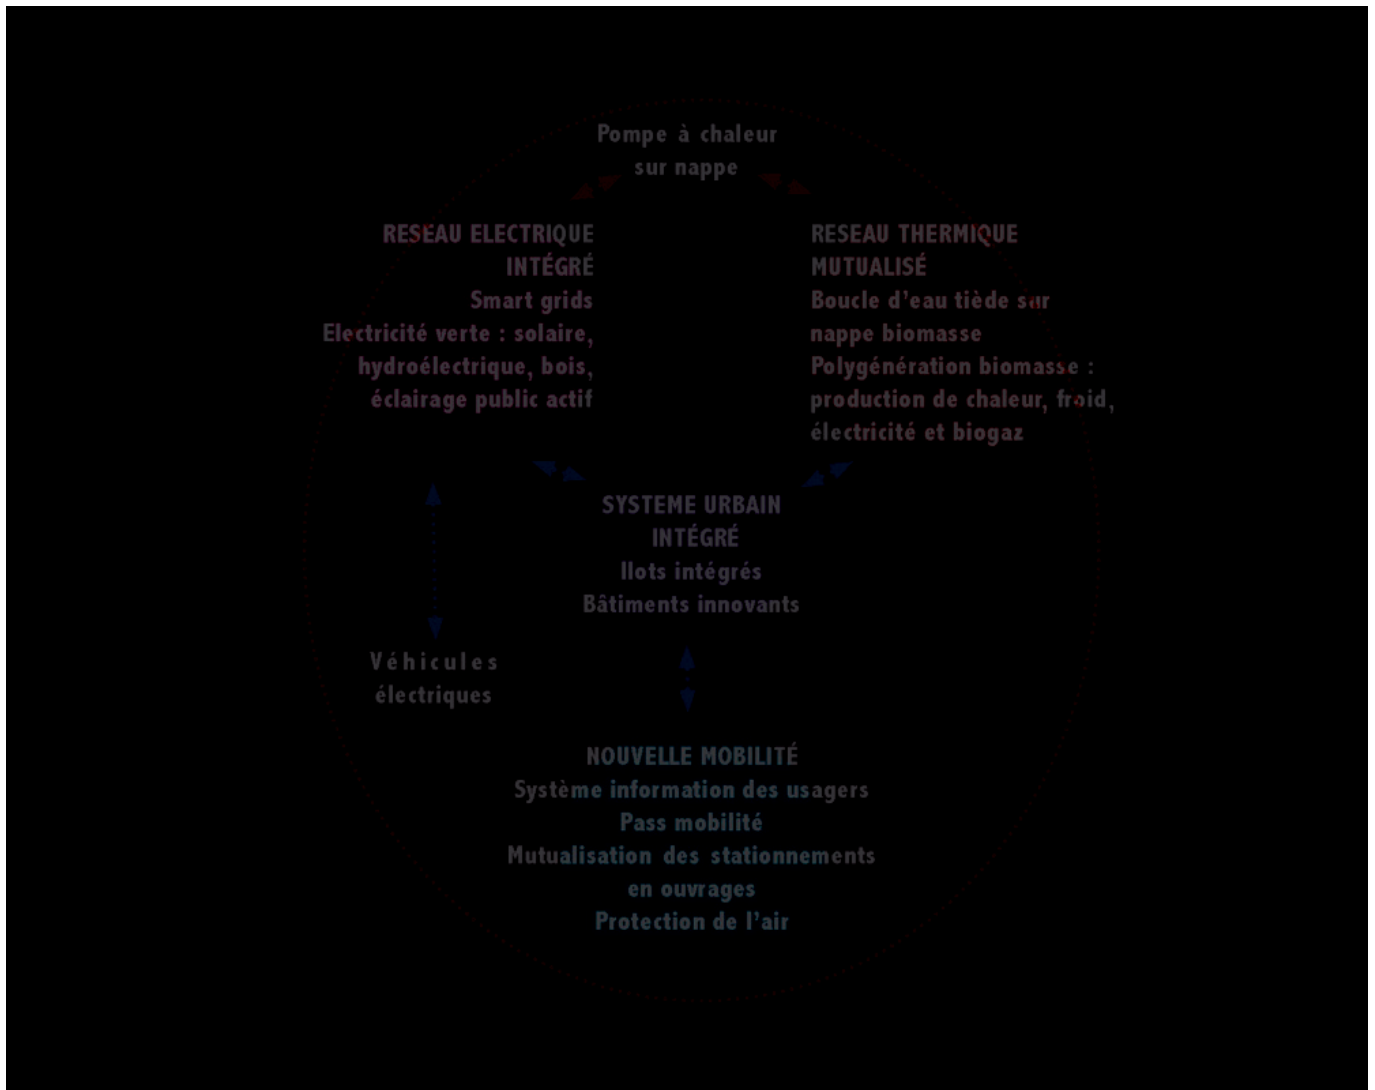 Pompe à chaleur
sur nappe
RESEAU ELECTRIQUE
INTÉGRÉ
Smart grids
Electricité verte : solaire,
hydroélectrique, bois,
éclairage public actif
RESEAU THERMIQUE
MUTUALISÉ
Boucle d’eau tiède sur
nappe biomasse
Polygénération biomasse :
production de chaleur, froid,
électricité et biogaz
SYSTEME URBAIN
INTÉGRÉ
Ilots intégrés
Bâtiments innovants
Véhicules
électriques
NOUVELLE MOBILITÉ
Système information des usagers
Pass mobilité
Mutualisation des stationnements
en ouvrages
Protection de l’air